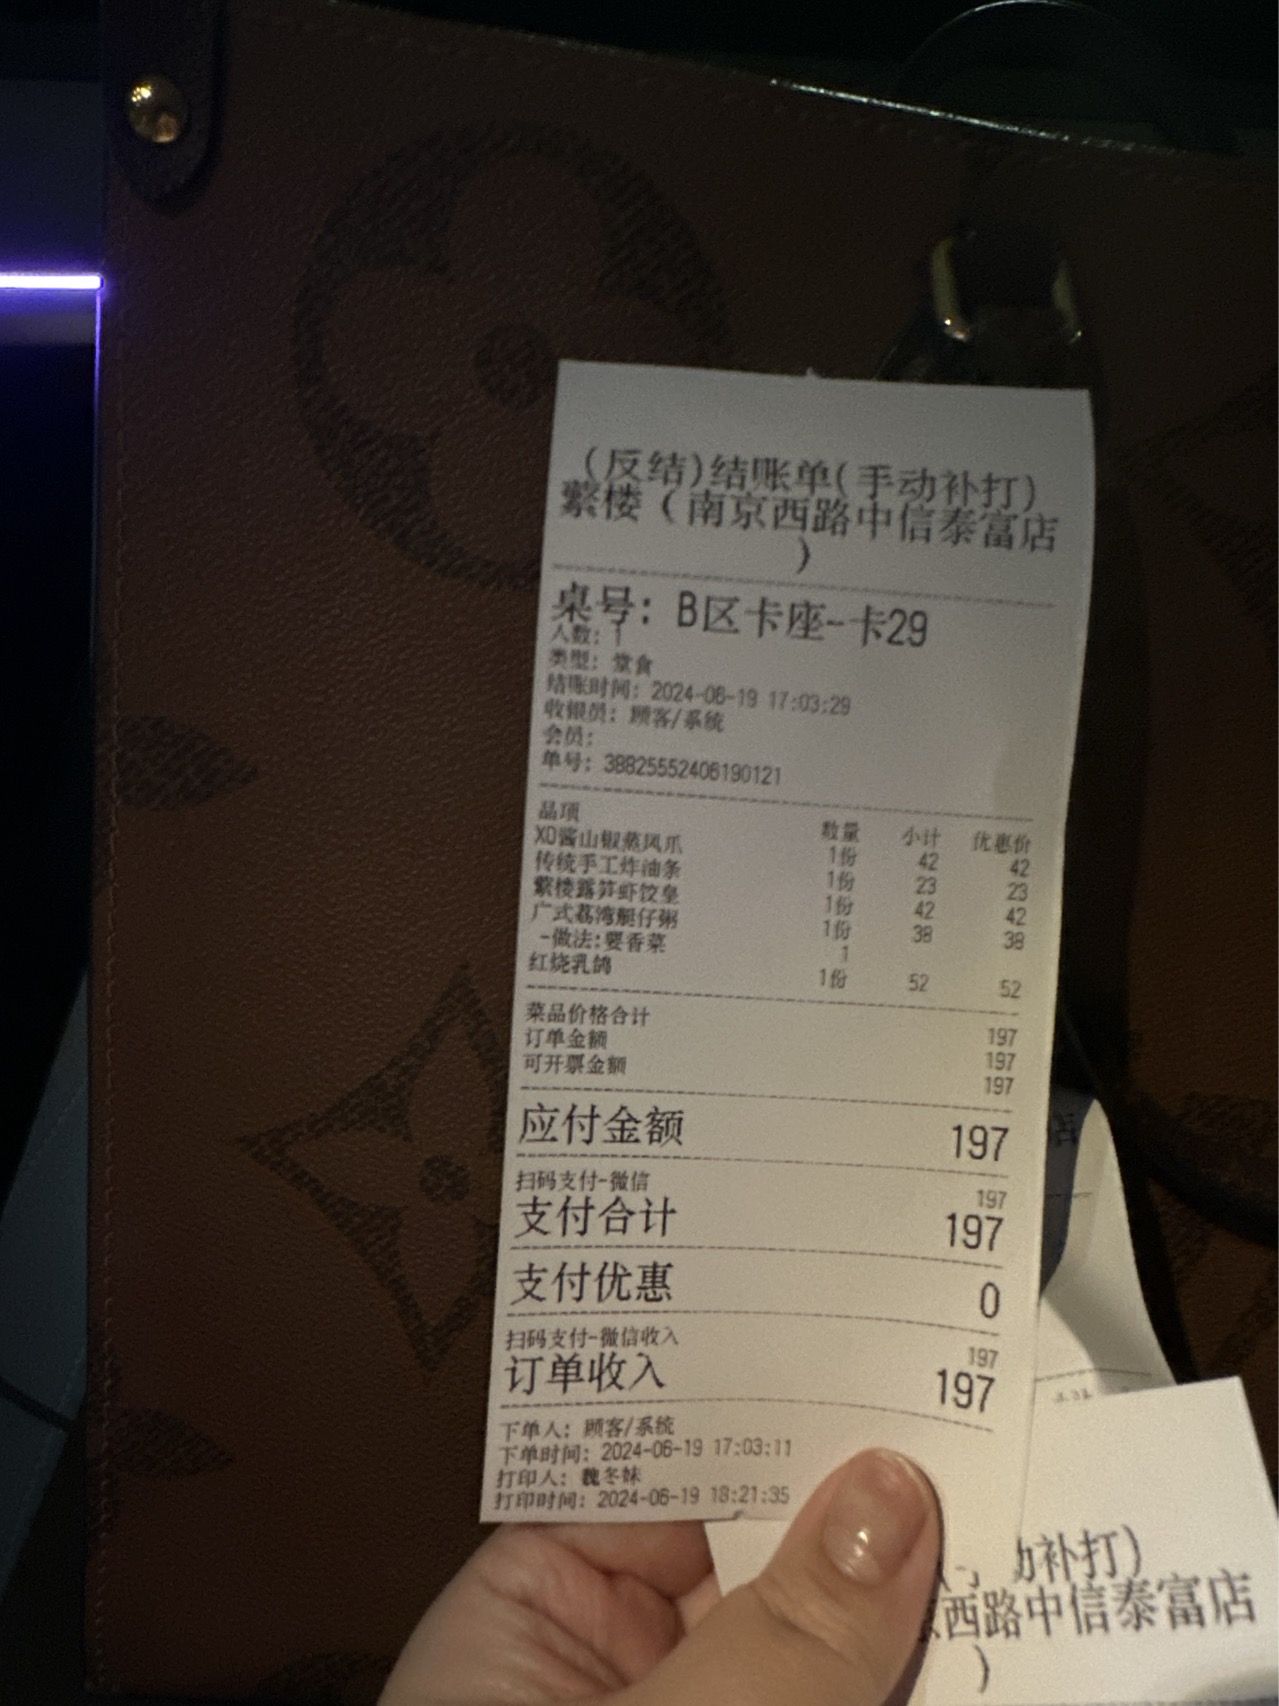 (反结)结账单(手动补打)
蘩楼（南京西路中信泰富店
）
桌号：B区卡座-卡29
人数：1
类型：堂食
结账时间：2024-06-19 17:03:29
收银员：顾客/系统
会员：
单号：38825552406190121
品项 数量 小计 优惠价
XO酱山椒蒸凤爪 1份 42 42
传统手工炸油条 1份 23 23
蘩楼露笋虾饺皇 1份 42 42
广式荔湾艇仔粥 1份 38 38
-做法:要香菜 1
红烧乳鸽 1份 52 52
菜品价格合计 197
订单金额 197
可开票金额 197
应付金额 197
扫码支付-微信 197
支付合计 197
支付优惠 0
扫码支付-微信收入 197
订单收入 197
下单人：顾客/系统
下单时间：2024-06-19 17:03:11
打印人：魏冬妹
打印时间：2024-06-19 18:21:35
店
补打)
西路中信泰富店
）